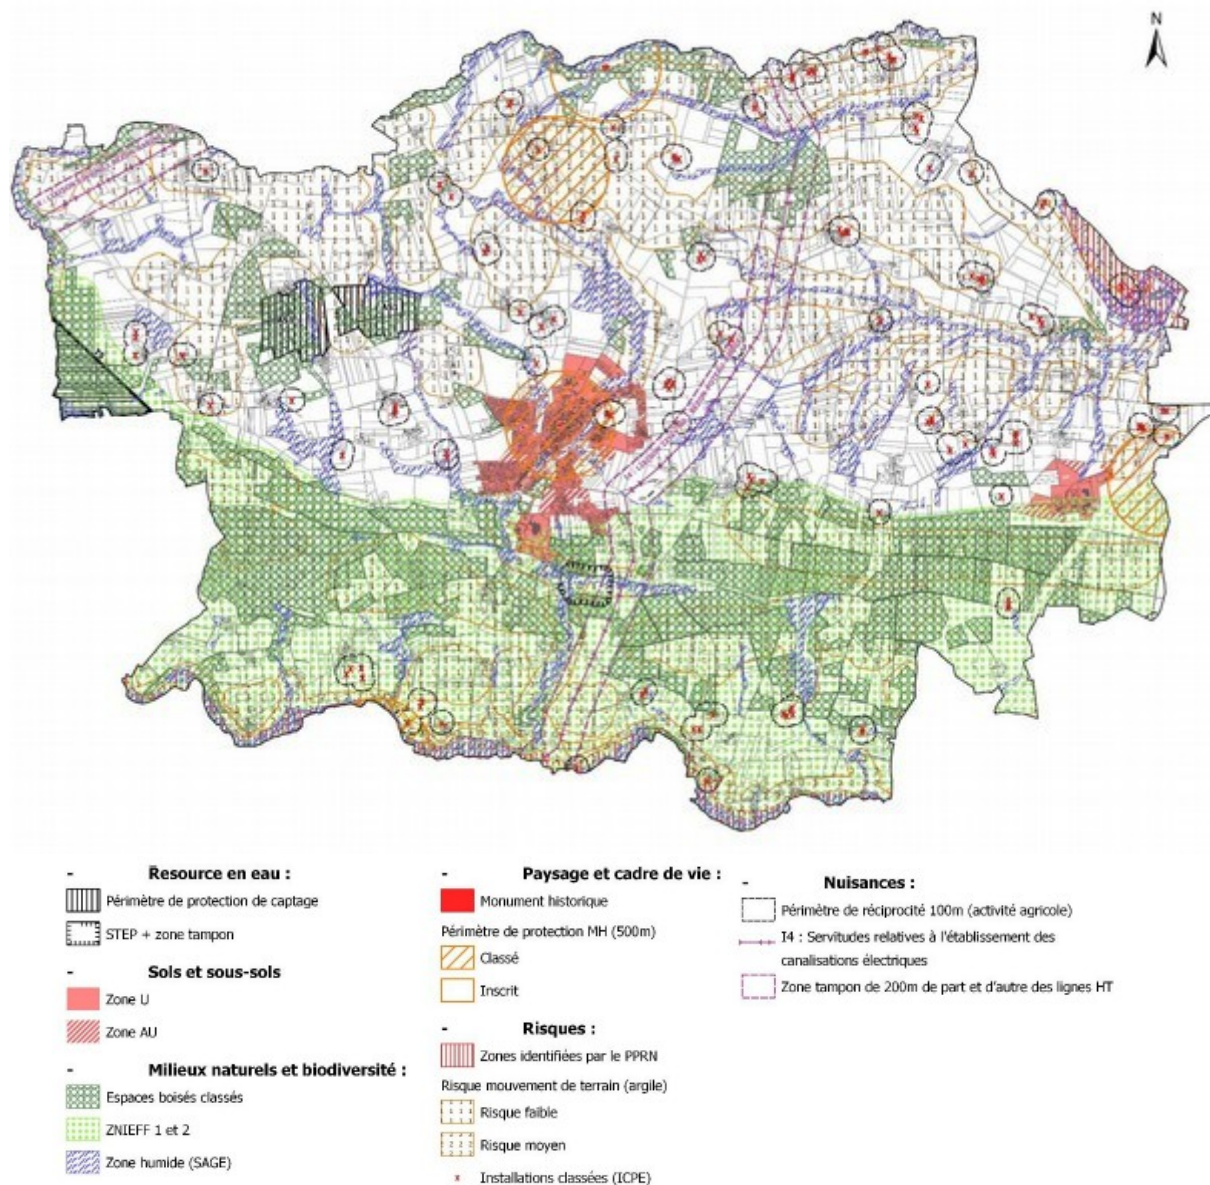 N
- Resource en eau :
Périmètre de protection de captage
STEP + zone tampon
- Sols et sous-sols
Zone U
Zone AU
- Milieux naturels et biodiversité :
Espaces boisés classés
ZNIEFF 1 et 2
Zone humide (SAGE)
- Paysage et cadre de vie :
Monument historique
Périmètre de protection MH (500m)
Classé
Inscrit
- Risques :
Zones identifiées par le PPRN
Risque mouvement de terrain (argile)
Risque faible
Risque moyen
Installations classées (ICPE)
- Nuisances :
Périmètre de réciprocité 100m (activité agricole)
I4 : Servitudes relatives à l'établissement des
canalisations électriques
Zone tampon de 200m de part et d'autre des lignes HT